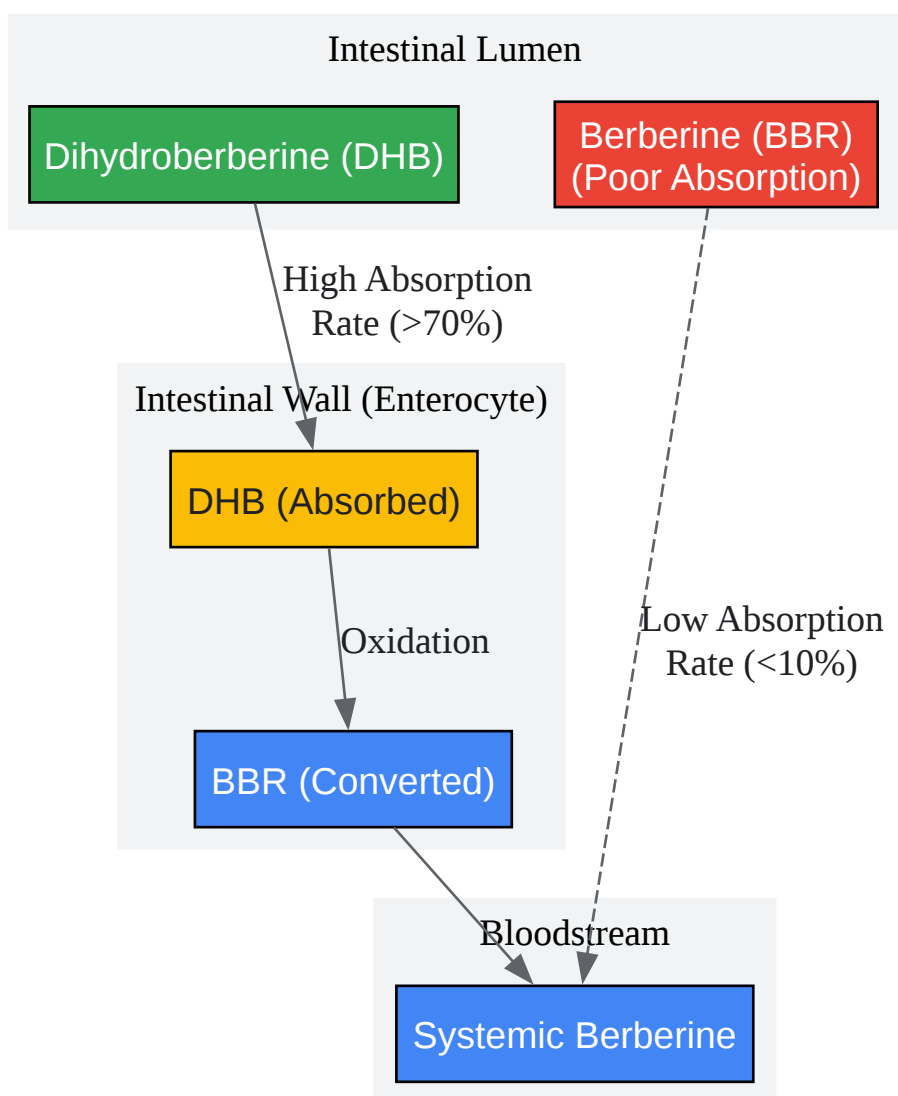 Intestinal Lumen
Dihydroberberine (DHB)
Berberine (BBR)
(Poor Absorption)
High Absorption
Rate (>70%)
Intestinal Wall (Enterocyte)
DHB (Absorbed)
Oxidation
Low Absorption
Rate (<10%)
BBR (Converted)
Bloodstream
Systemic Berberine